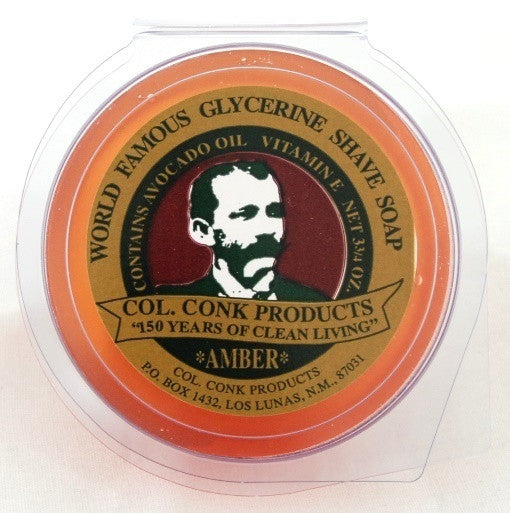 WORLD FAMOUS GLYCERINE SHAVE SOAP
CONTAINS AVOCADO OIL VITAMIN E NET 3¾ OZ.
COL. CONK PRODUCTS
"150 YEARS OF CLEAN LIVING"
*AMBER*
COL. CONK PRODUCTS
P.O. BOX 1432, LOS LUNAS, N.M., 87031